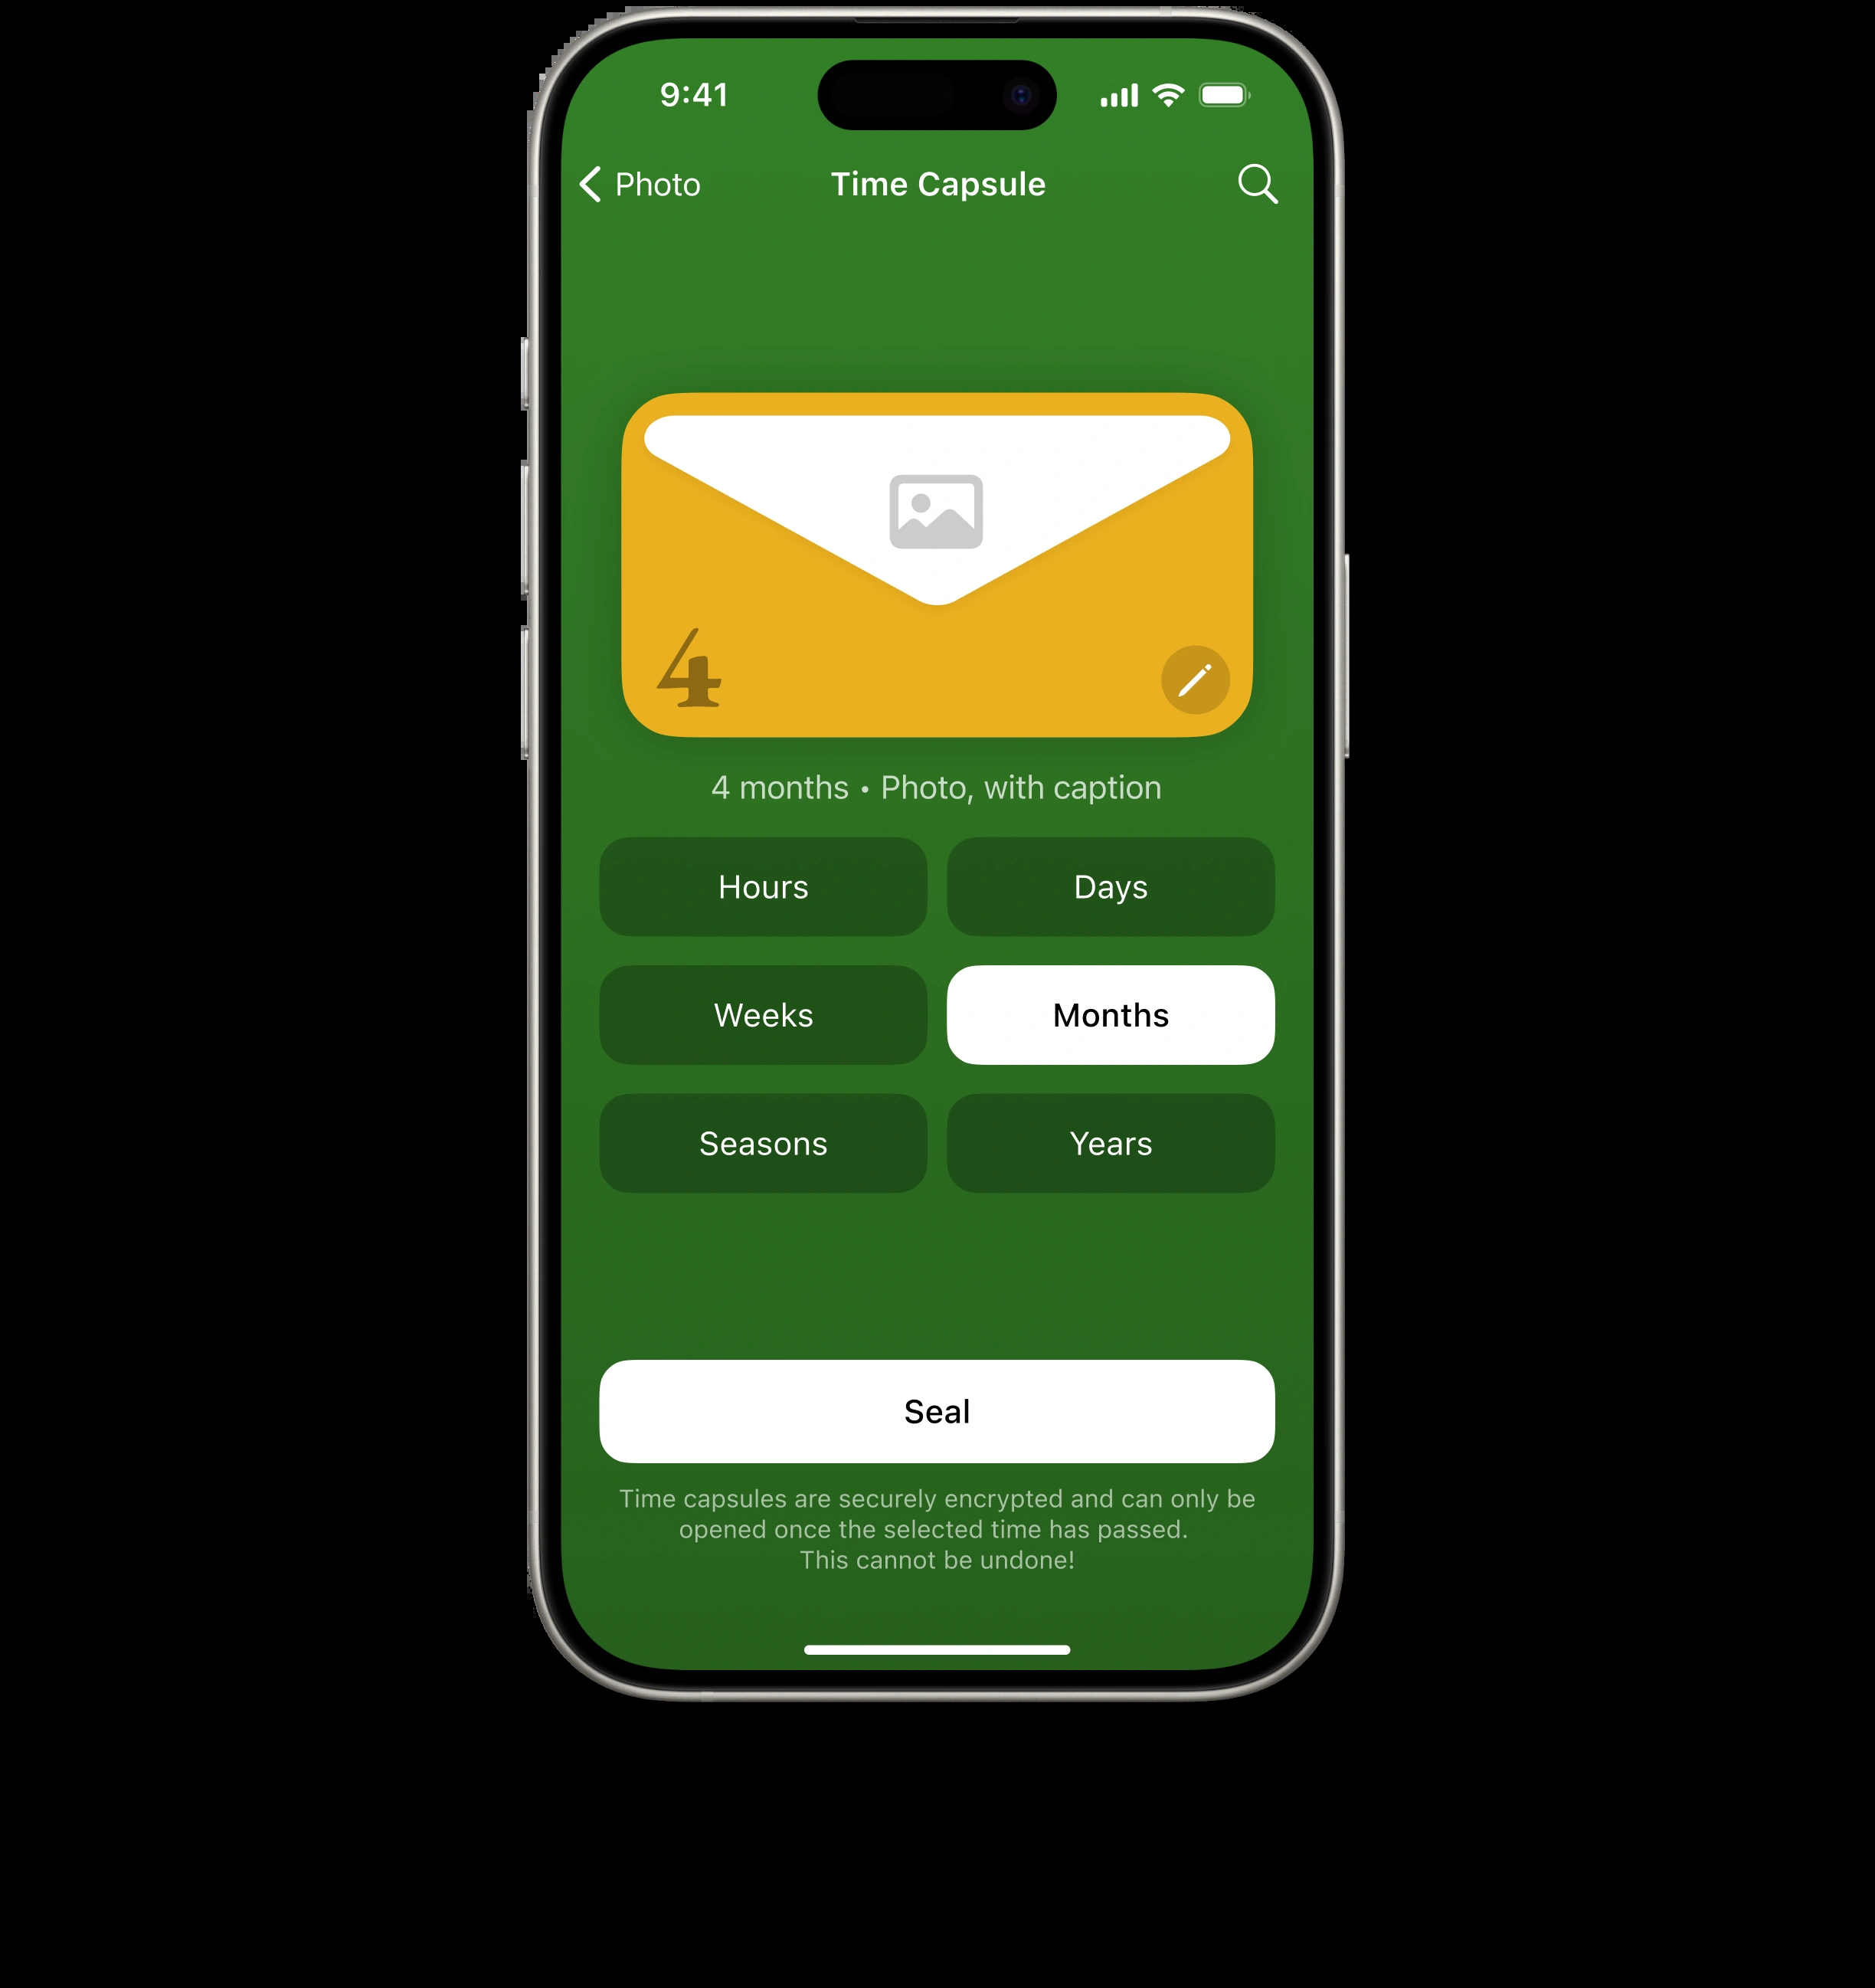 9:41
Photo
Time Capsule
4
4 months • Photo, with caption
Hours
Days
Weeks
Months
Seasons
Years
Seal
Time capsules are securely encrypted and can only be
opened once the selected time has passed.
This cannot be undone!